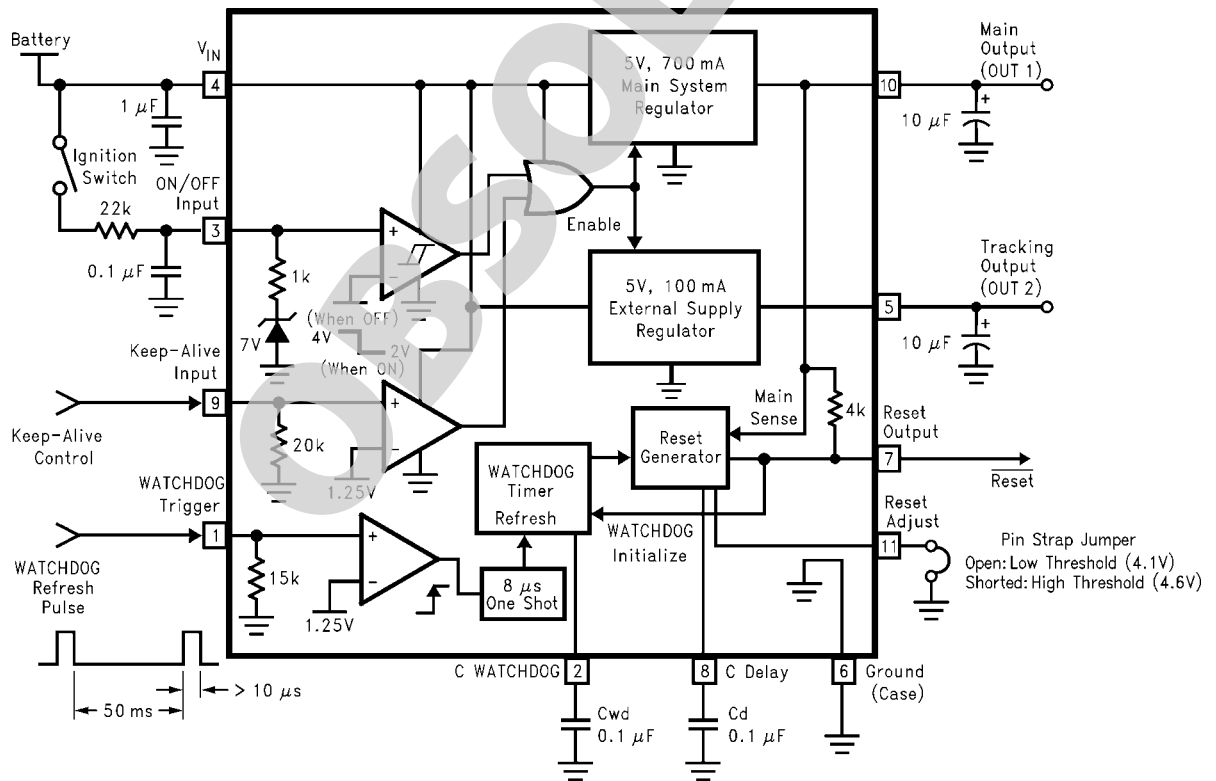 Battery
V_IN
4
1 μF
Ignition
Switch
ON/OFF
Input
22k
3
0.1 μF
1k
7V
(When OFF)
4V
2V
(When ON)
Keep-Alive
Input
9
Keep-Alive
Control
20k
1.25V
WATCHDOG
Trigger
1
WATCHDOG
Refresh
Pulse
15k
1.25V
> 10 μs
50 ms
+
−
+
−
+
−
8 μs
One Shot
WATCHDOG
Timer
Refresh
Enable
5V, 700 mA
Main System
Regulator
5V, 100 mA
External Supply
Regulator
Main
Sense
Reset
Generator
4k
WATCHDOG
Initialize
10
Main
Output
(OUT 1)
+
10 μF
5
Tracking
Output
(OUT 2)
+
10 μF
Reset
Output
7
Reset
Reset
Adjust
11
Pin Strap Jumper
Open: Low Threshold (4.1V)
Shorted: High Threshold (4.6V)
C WATCHDOG
2
Cwd
0.1 μF
8
C Delay
Cd
0.1 μF
6
Ground
(Case)
OBSOL